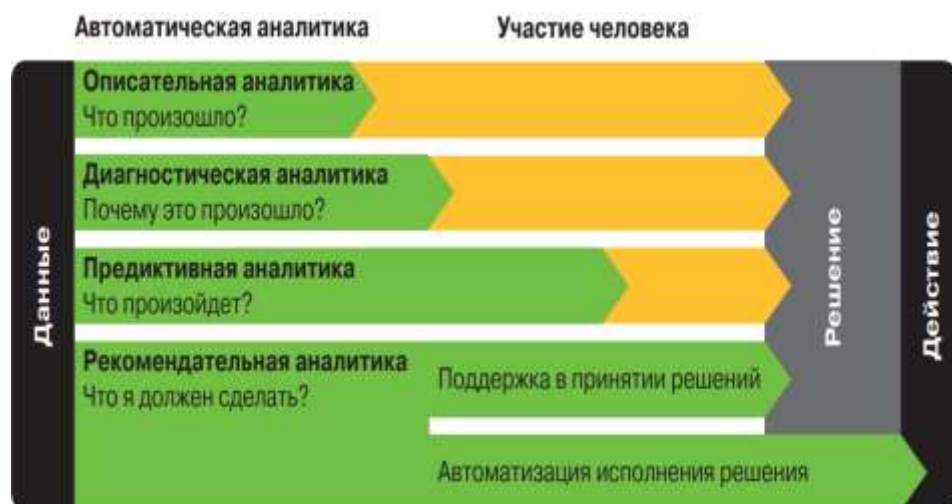 Автоматическая аналитика
Участие человека
Данные
Описательная аналитика
Что произошло?
Диагностическая аналитика
Почему это произошло?
Предиктивная аналитика
Что произойдет?
Рекомендательная аналитика
Что я должен сделать?
Поддержка в принятии решений
Автоматизация исполнения решения
Решение
Действие